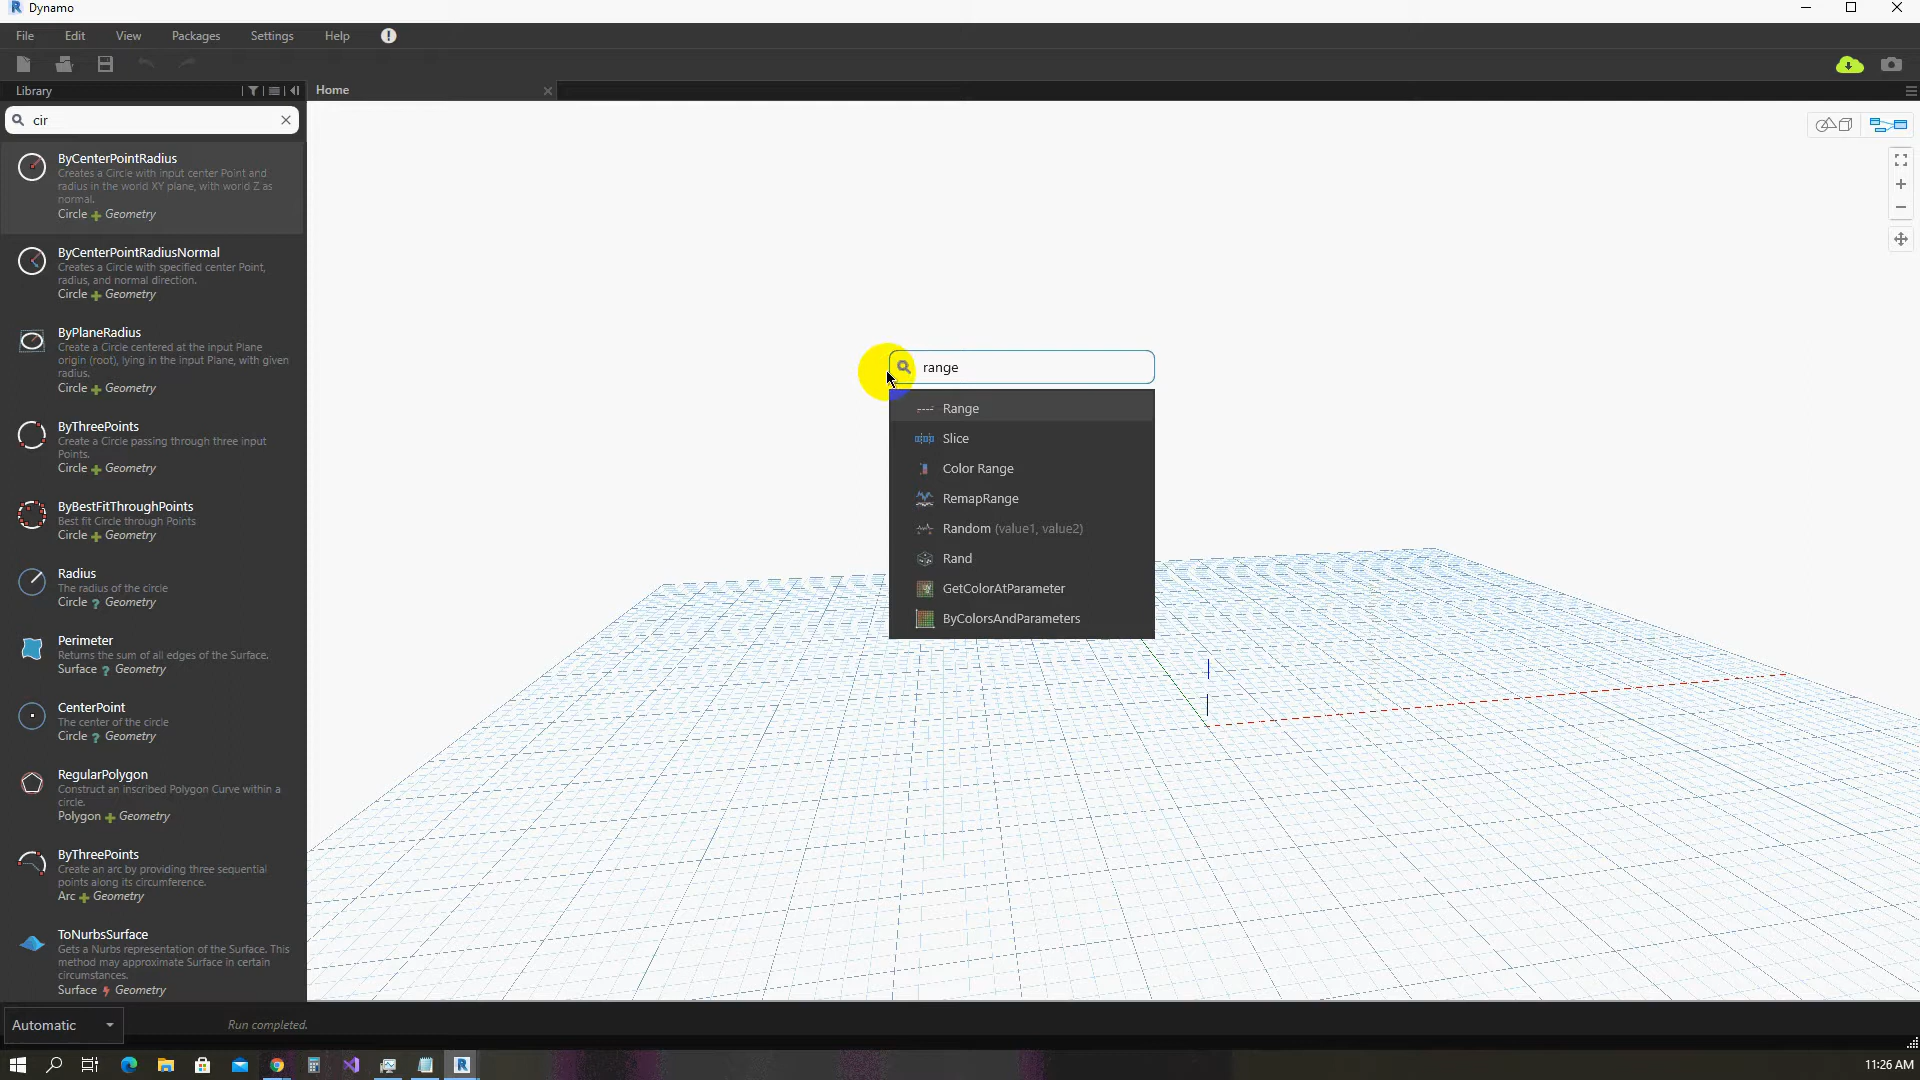 Dynamo
File Edit View Packages Settings Help
Library
Home
cir
ByCenterPointRadius
Creates a Circle with input center Point and
radius in the world XY plane, with world Z as
normal.
Circle Geometry
ByCenterPointRadiusNormal
Creates a Circle with specified center Point,
radius, and normal direction.
Circle Geometry
ByPlaneRadius
Create a Circle centered at the input Plane
origin (root), lying in the input Plane, with given
radius.
Circle Geometry
ByThreePoints
Create a Circle passing through three input
Points.
Circle Geometry
ByBestFitThroughPoints
Best fit Circle through Points
Circle Geometry
Radius
The radius of the circle
Circle ? Geometry
Perimeter
Returns the sum of all edges of the Surface.
Surface ? Geometry
CenterPoint
The center of the circle
Circle ? Geometry
RegularPolygon
Construct an inscribed Polygon Curve within a
circle.
Polygon Geometry
ByThreePoints
Create an arc by providing three sequential
points along its circumference.
Arc Geometry
ToNurbsSurface
Gets a Nurbs representation of the Surface. This
method may approximate Surface in certain
circumstances.
Surface Geometry
range
Range
Slice
Color Range
RemapRange
Random (value1, value2)
Rand
GetColorAtParameter
ByColorsAndParameters
Automatic
Run completed.
11:26 AM